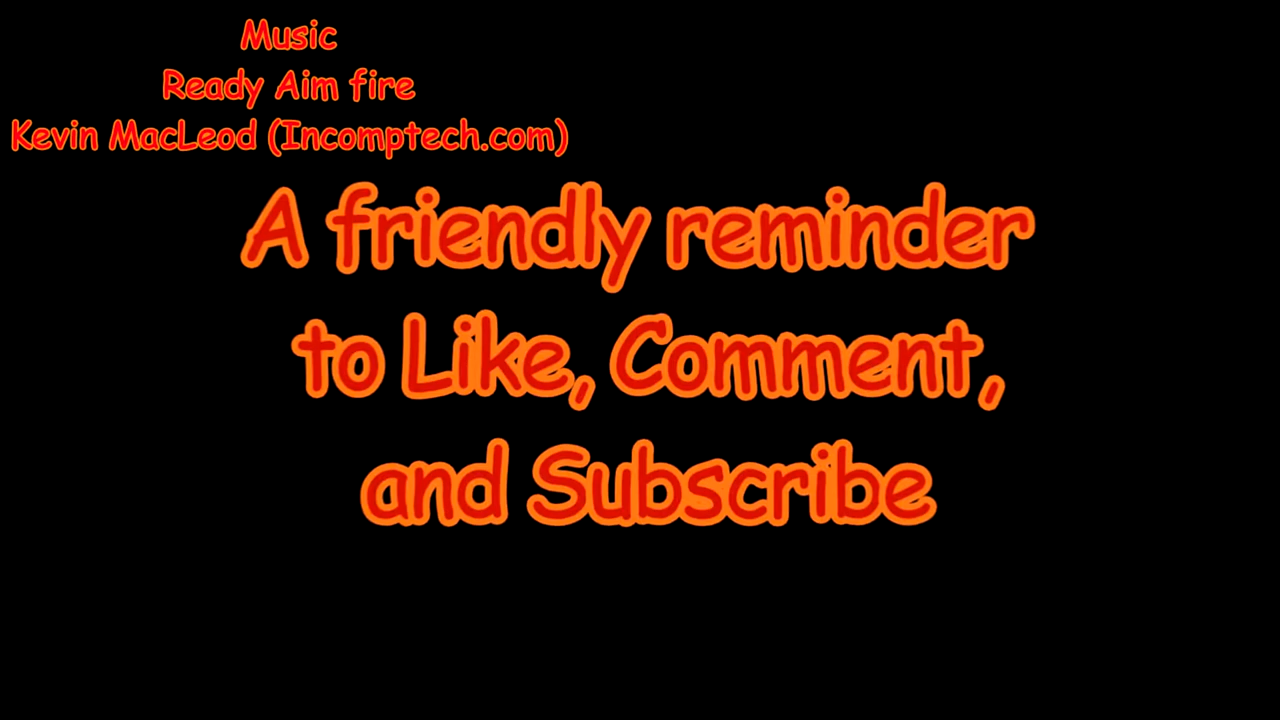 Music
Ready Aim fire
Kevin MacLeod (Incomptech.com)
A friendly reminder
to Like, Comment,
and Subscribe